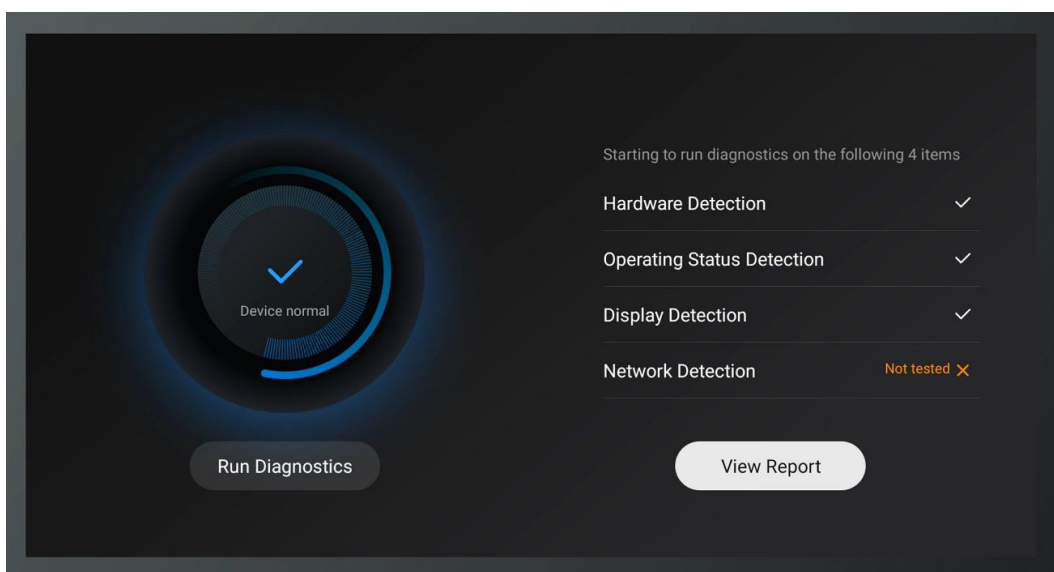 Starting to run diagnostics on the following 4 items
Hardware Detection
Operating Status Detection
Device normal
Display Detection
Network Detection Not tested
Run Diagnostics
View Report